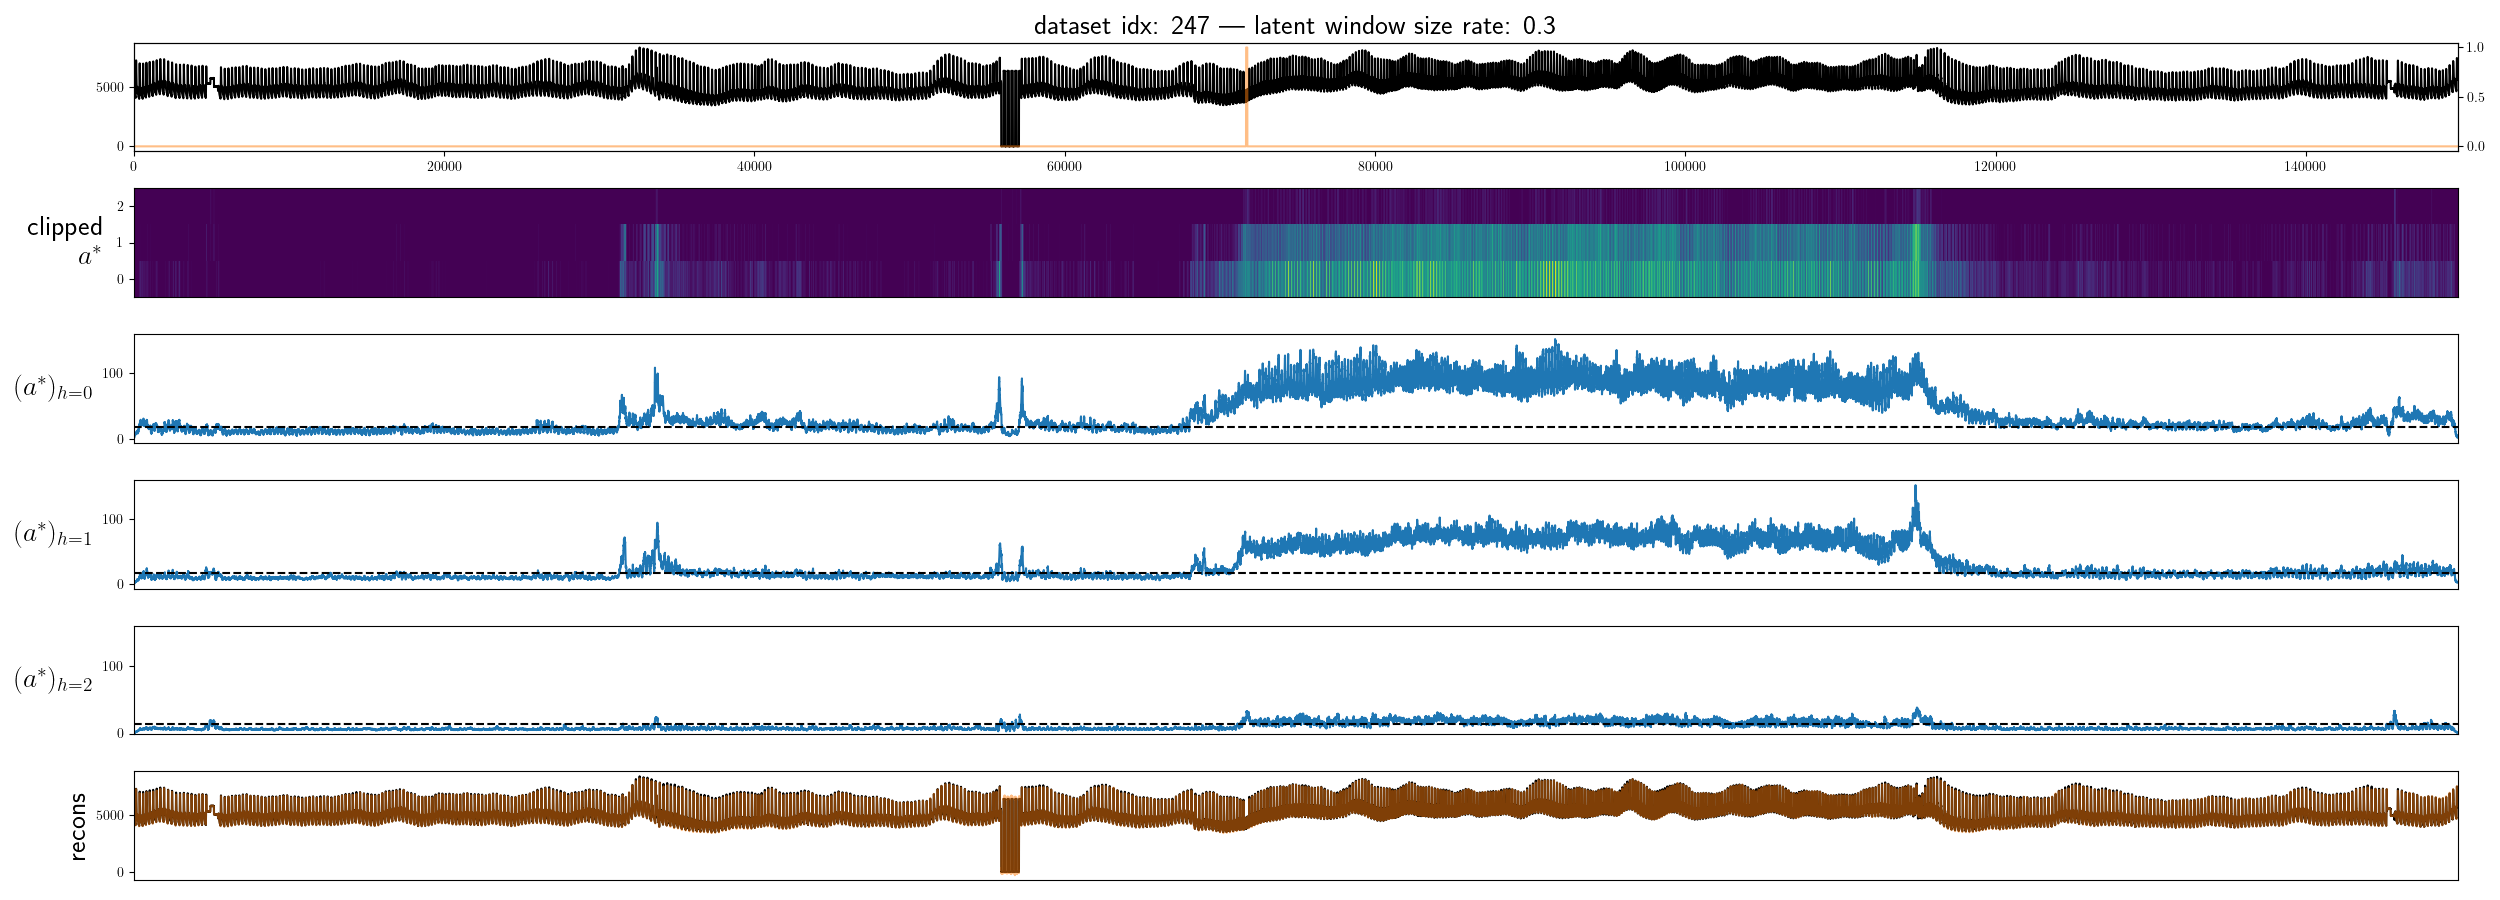 dataset idx: 247 — latent window size rate: 0.3
5000
0
1.0
0.5
0.0
0 20000 40000 60000 80000 100000 120000 140000
clipped
a*
2
1
0
(a*)h=0
100
0
(a*)h=1
100
0
(a*)h=2
100
0
recons
5000
0